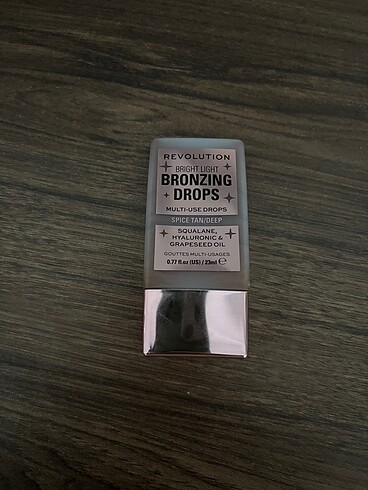 REVOLUTION
BRIGHT LIGHT
BRONZING
DROPS
MULTI-USE DROPS
SPICE TAN/DEEP
SQUALANE,
HYALURONIC &
GRAPESEED OIL
GOUTTES MULTI-USAGES
0.77 fl.oz (US) / 23ml ℮